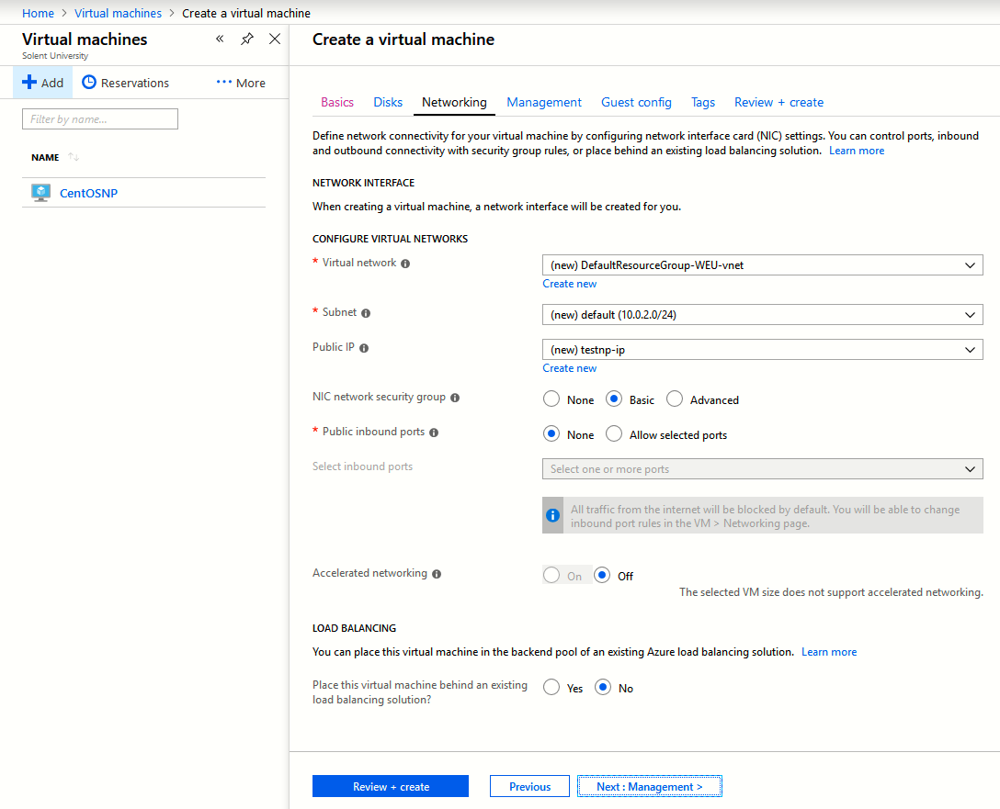 Home > Virtual machines > Create a virtual machine
Virtual machines
Solent University
Add
Reservations
More
Filter by name...
NAME
CentOSNP
Create a virtual machine
Basics Disks Networking Management Guest config Tags Review + create
Define network connectivity for your virtual machine by configuring network interface card (NIC) settings. You can control ports, inbound
and outbound connectivity with security group rules, or place behind an existing load balancing solution. Learn more
NETWORK INTERFACE
When creating a virtual machine, a network interface will be created for you.
CONFIGURE VIRTUAL NETWORKS
* Virtual network
(new) DefaultResourceGroup-WEU-vnet
Create new
* Subnet
(new) default (10.0.2.0/24)
Public IP
(new) testnp-ip
Create new
NIC network security group
None Basic Advanced
* Public inbound ports
None Allow selected ports
Select inbound ports
Select one or more ports
All traffic from the internet will be blocked by default. You will be able to change
inbound port rules in the VM > Networking page.
Accelerated networking
On Off
The selected VM size does not support accelerated networking.
LOAD BALANCING
You can place this virtual machine in the backend pool of an existing Azure load balancing solution. Learn more
Place this virtual machine behind an existing
load balancing solution?
Yes No
Review + create
Previous
Next : Management >